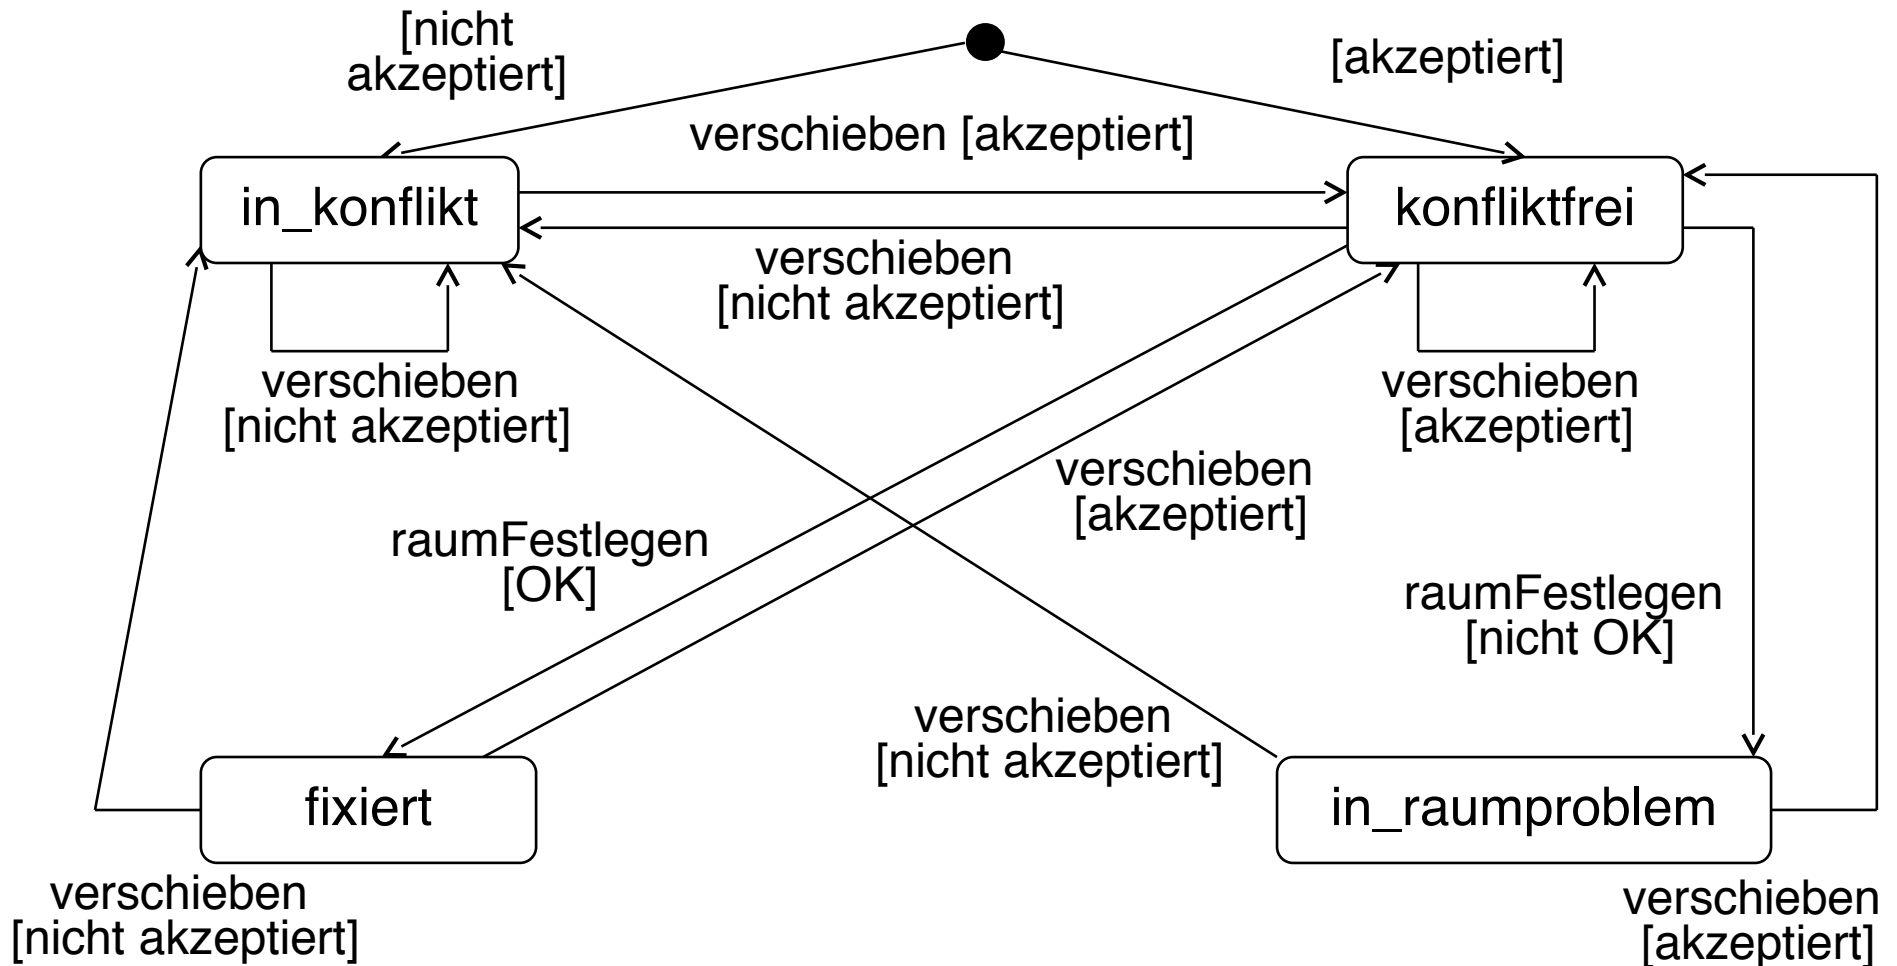 [nicht
akzeptiert]
[akzeptiert]
verschieben [akzeptiert]
in_konflikt
konfliktfrei
verschieben
[nicht akzeptiert]
verschieben
[nicht akzeptiert]
verschieben
[akzeptiert]
verschieben
[akzeptiert]
raumFestlegen
[OK]
raumFestlegen
[nicht OK]
verschieben
[nicht akzeptiert]
fixiert
in_raumproblem
verschieben
[nicht akzeptiert]
verschieben
[akzeptiert]